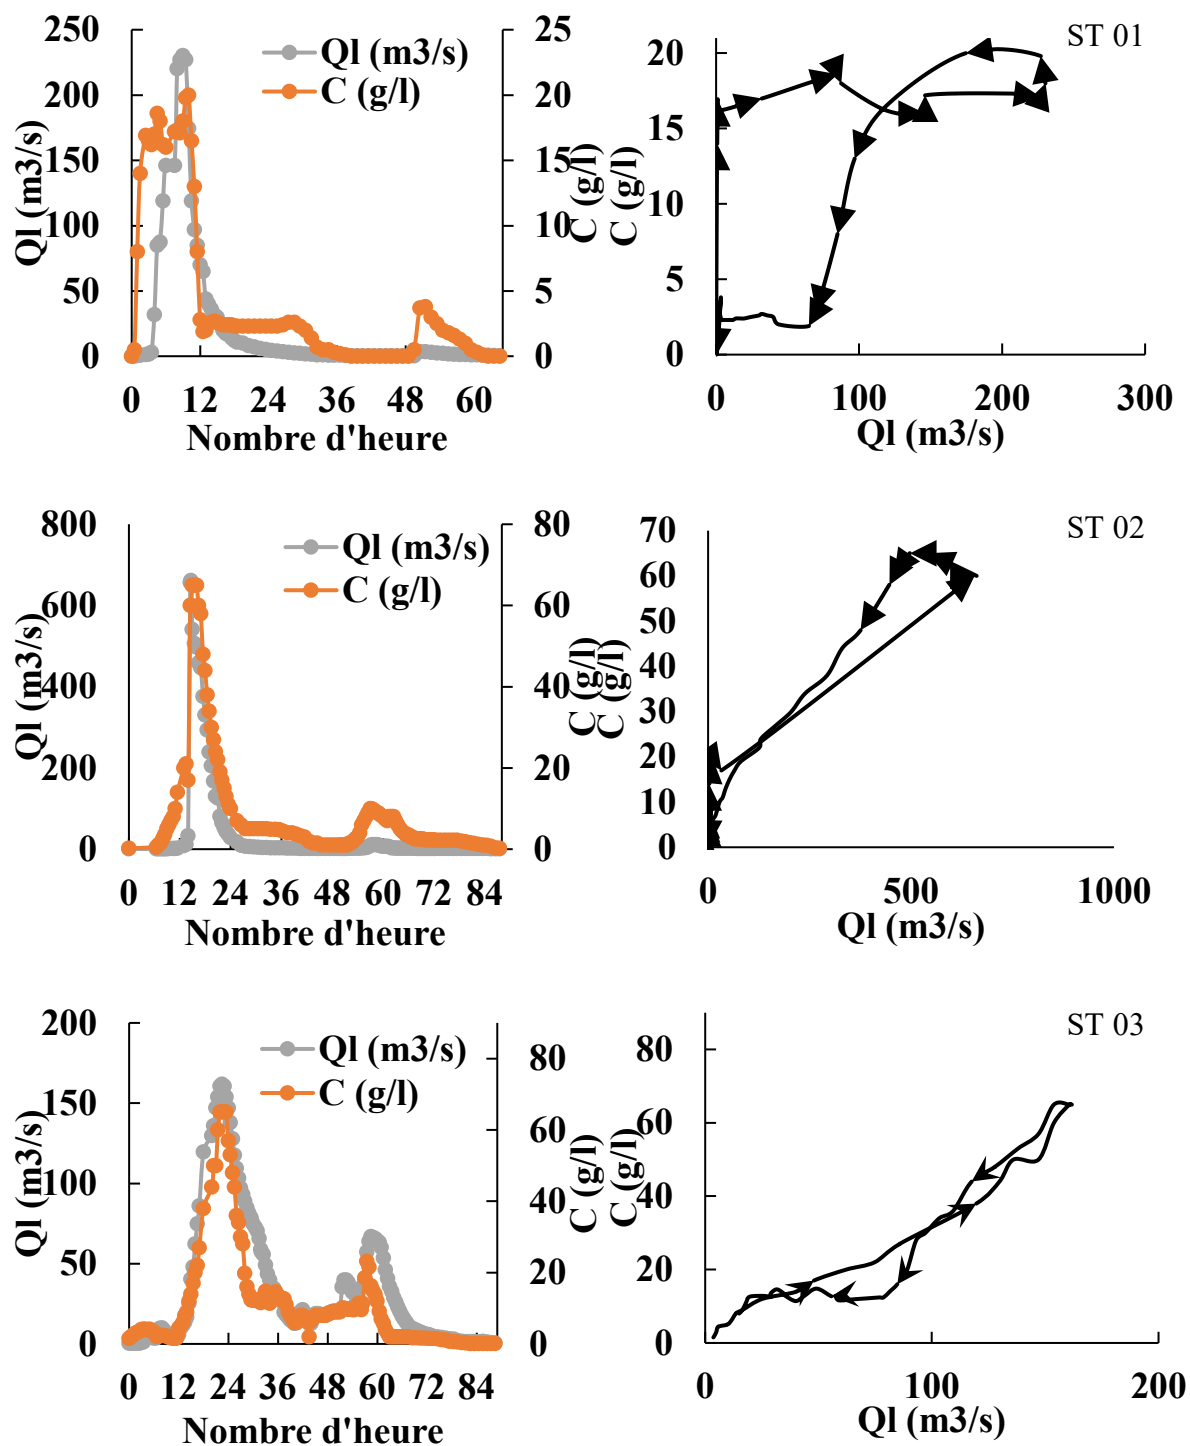 250
200
150
100
50
0
Ql (m3/s)
Ql (m3/s)
C (g/l)
25
20
15
10
5
0
C (g/l)
0 12 24 36 48 60
Nombre d'heure
ST 01
20
15
10
5
0
C (g/l)
0 100 200 300
Ql (m3/s)
800
600
400
200
0
Ql (m3/s)
Ql (m3/s)
C (g/l)
80
60
40
20
0
C (g/l)
0 12 24 36 48 60 72 84
Nombre d'heure
ST 02
70
60
50
40
30
20
10
0
C (g/l)
0 500 1000
Ql (m3/s)
200
150
100
50
0
Ql (m3/s)
Ql (m3/s)
C (g/l)
80
60
40
20
0
C (g/l)
0 12 24 36 48 60 72 84
Nombre d'heure
ST 03
80
60
40
20
0
C (g/l)
0 100 200
Ql (m3/s)